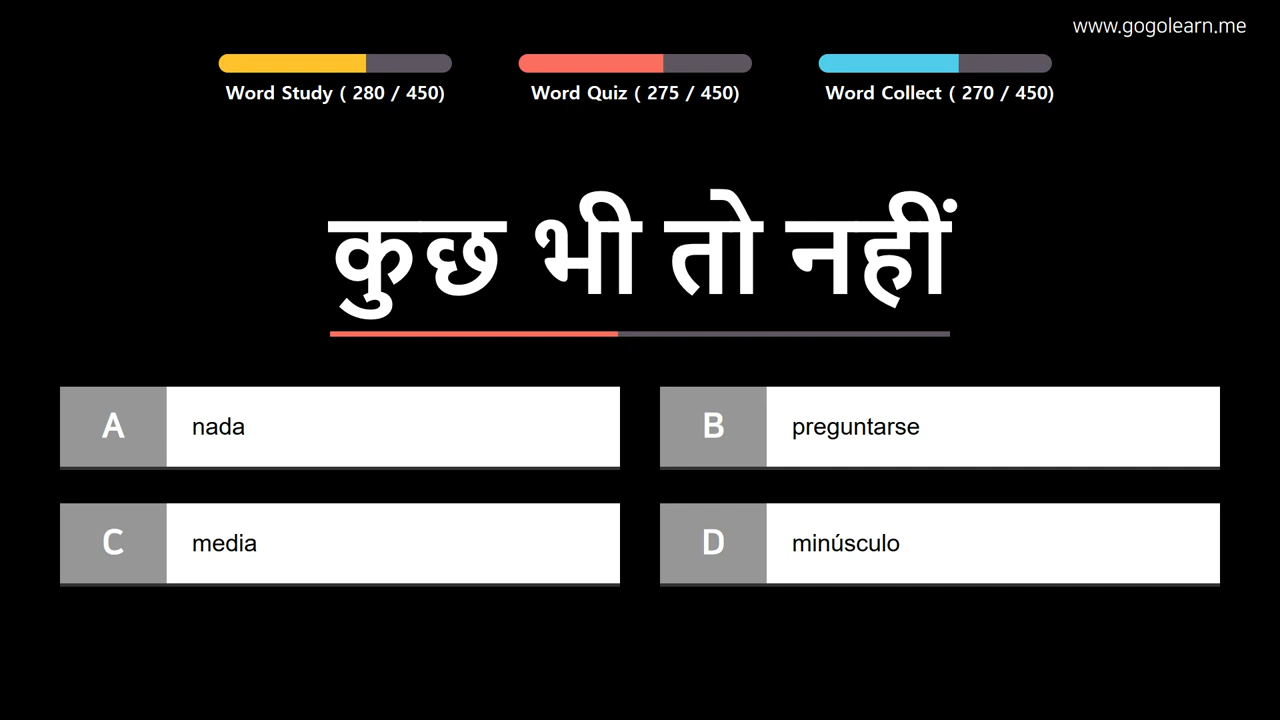 www.gogolearn.me
Word Study ( 280 / 450)
Word Quiz ( 275 / 450)
Word Collect ( 270 / 450)
कुछ भी तो नहीं
A nada
B preguntarse
C media
D minúsculo